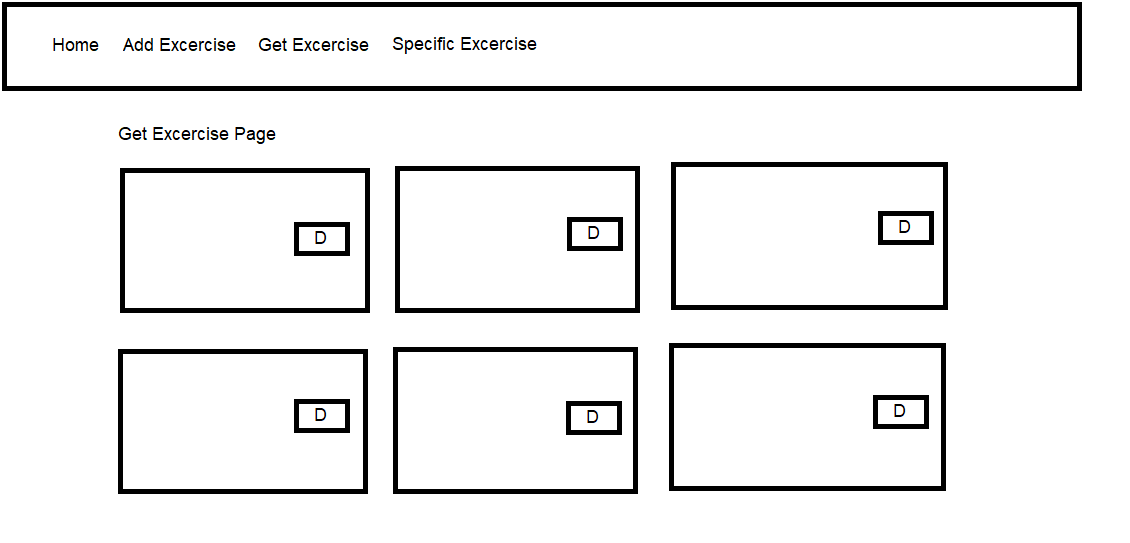 Home Add Excercise Get Excercise Specific Excercise
Get Excercise Page
D D D
D D D